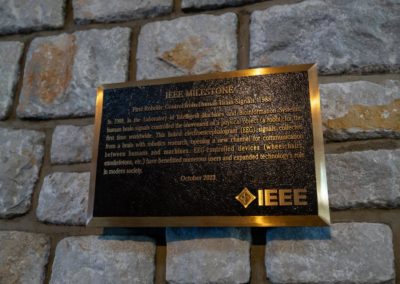 IEEE MILESTONE
First Robotic Control from Human Brain Signals, 1988
In 1988, in the Laboratory of Intelligent Machines and Bioinformation Systems,
human brain signals controlled the movement of a physical object (a robot) for the
first time worldwide. This linked electroencephalogram (EEG) signals collected
from a brain with robotics research, opening a new channel for communication
between humans and machines. EEG-controlled devices (wheelchairs,
exoskeletons, etc.) have benefitted numerous users and expanded technology's role
in modern society.
October 2023
IEEE